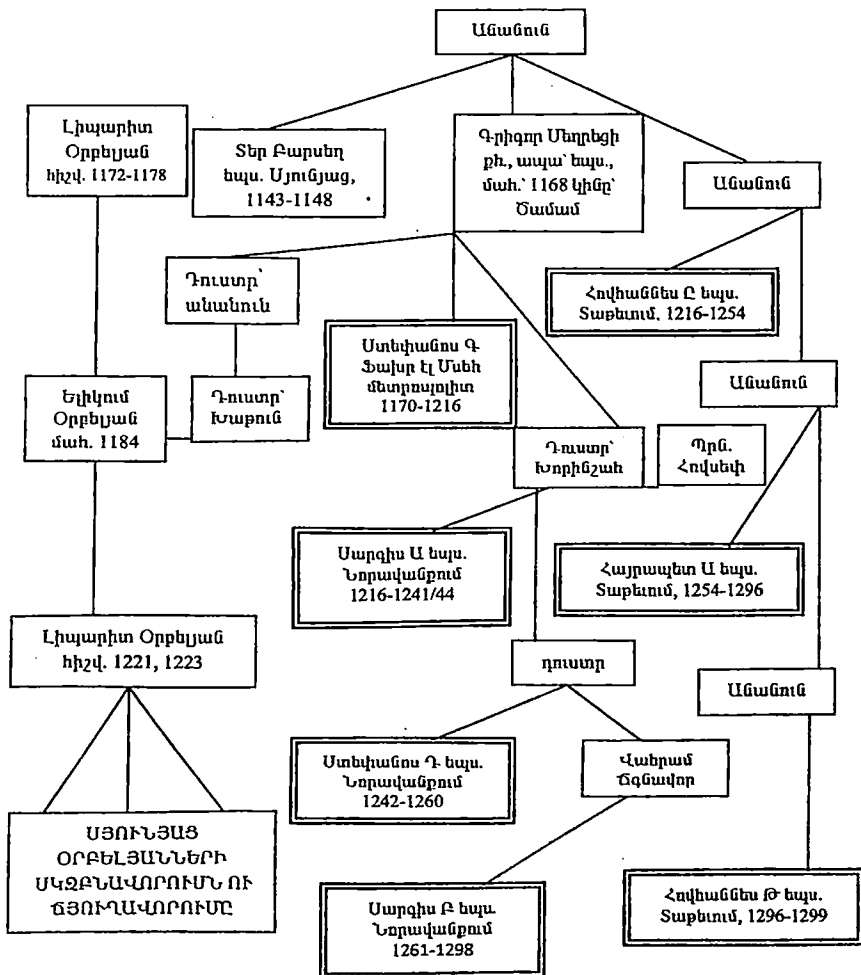 Անանուն
Լիպարիտ
Օրբելյան
հիշվ. 1172-1178
Տեր Բարսեղ
եպս. Սյունյաց,
1143-1148
Գրիգոր Մեղրեցի
քհ., ապա՝ եպս.,
մահ.՝ 1168 կինը՝
Ծամամ
Անանուն
Դուստր՝
անանուն
Հովհաննես Ը եպս.
Տաթևում, 1216-1254
Ստեփանոս Գ
Ֆախր էլ Մսեհ
մետրոպոլիտ
1170-1216
Անանուն
Ելիկում
Օրբելյան
մահ. 1184
Դուստր՝
Խաթուն
Դուստր՝
Խորինշահ
Պրն.
Հովսեփ
Սարգիս Ա եպս.
Նորավանքում
1216-1241/44
Հայրապետ Ա եպս.
Տաթևում, 1254-1296
Լիպարիտ Օրբելյան
հիշվ. 1221, 1223
դուստր
Անանուն
Ստեփանոս Դ եպս.
Նորավանքում
1242-1260
Վահրամ
Ճգնավոր
ՍՅՈՒՆՅԱՑ
ՕՐԲԵԼՅԱՆՆԵՐԻ
ՍԿԶԲՆԱՎՈՐՈՒՄՆ ՈՒ
ՃՅՈՒՂԱՎՈՐՈՒՄԸ
Սարգիս Բ եպս.
Նորավանքում
1261-1298
Հովհաննես Թ եպս.
Տաթևում, 1296-1299